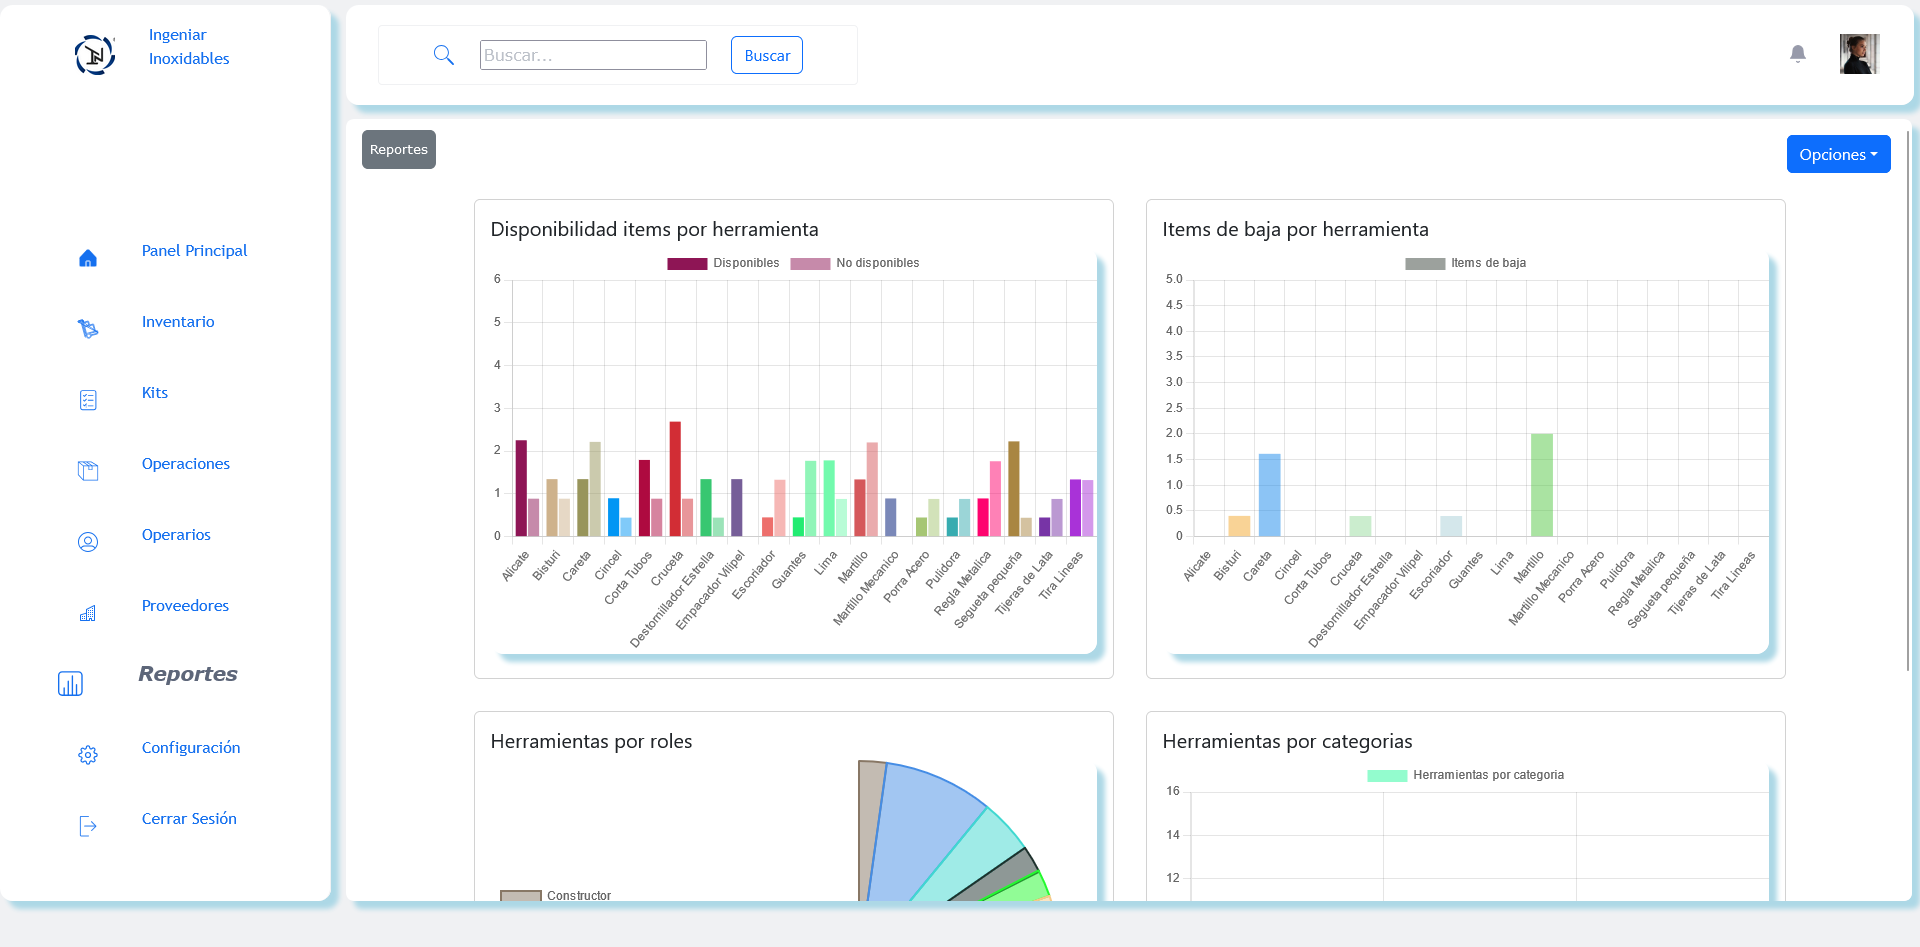 Ingeniar
Inoxidables
Buscar...
Buscar
Panel Principal
Inventario
Kits
Operaciones
Operarios
Proveedores
Reportes
Configuración
Cerrar Sesión
Reportes
Opciones
Disponibilidad items por herramienta
Disponibles No disponibles
6
5
4
3
2
1
0
Alicate
Bisturi
Careta
Cincel
Corta Tubos
Cruceta
Destornillador Estrella
Empacador Vilipel
Escoriador
Guantes
Lima
Martillo
Martillo Mecanico
Porra Acero
Pulidora
Regla Metalica
Segueta pequeña
Tijeras de Lata
Tira Lineas
Items de baja por herramienta
Items de baja
5.0
4.5
4.0
3.5
3.0
2.5
2.0
1.5
1.0
0.5
0
Alicate
Bisturi
Careta
Cincel
Corta Tubos
Cruceta
Destornillador Estrella
Empacador Vilipel
Escoriador
Guantes
Lima
Martillo
Martillo Mecanico
Porra Acero
Pulidora
Regla Metalica
Segueta pequeña
Tijeras de Lata
Tira Lineas
Herramientas por roles
Constructor
Herramientas por categorias
Herramientas por categoria
16
14
12